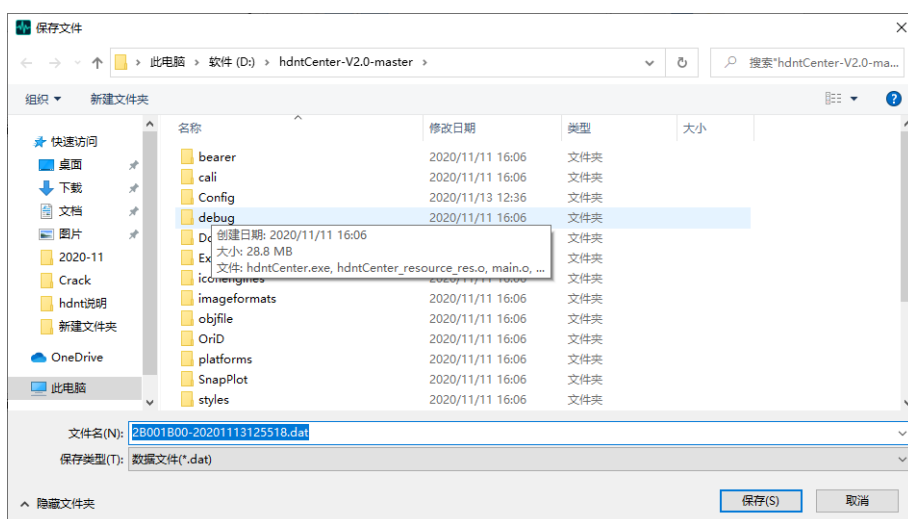 保存文件
此电脑 › 软件 (D:) › hdntCenter-V2.0-master ›
搜索"hdntCenter-V2.0-ma...
组织 新建文件夹
名称 修改日期 类型 大小
快速访问
桌面
下载
文档
图片
2020-11
Crack
hdnt说明
新建文件夹
OneDrive
此电脑
bearer 2020/11/11 16:06 文件夹
cali 2020/11/11 16:06 文件夹
Config 2020/11/13 12:36 文件夹
debug 2020/11/11 16:06 文件夹
Do 文件夹
Ex 文件夹
iconengines 2020/11/11 16:06 文件夹
imageformats 2020/11/11 16:06 文件夹
objfile 2020/11/11 16:06 文件夹
OriD 2020/11/11 16:06 文件夹
platforms 2020/11/11 16:06 文件夹
SnapPlot 2020/11/11 16:06 文件夹
styles 2020/11/11 16:06 文件夹
创建日期: 2020/11/11 16:06
大小: 28.8 MB
文件: hdntCenter.exe, hdntCenter_resource_res.o, main.o, ...
文件名(N): 2B001B00-20201113125518.dat
保存类型(T): 数据文件(*.dat)
隐藏文件夹 保存(S) 取消